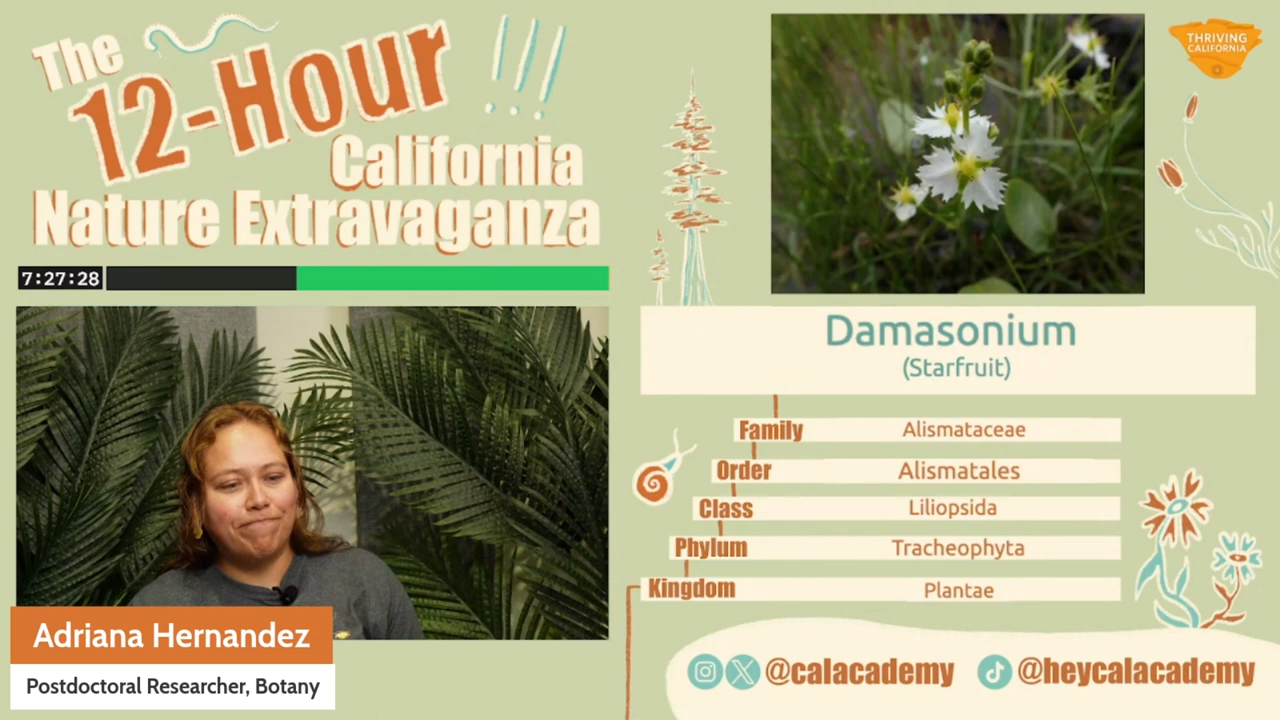 The
12-Hour !!!
California
Nature Extravaganza
7:27:28
Adriana Hernandez
Postdoctoral Researcher, Botany
THRIVING
CALIFORNIA
Damasonium
(Starfruit)
Family Alismataceae
Order Alismatales
Class Liliopsida
Phylum Tracheophyta
Kingdom Plantae
@calacademy @heycalacademy